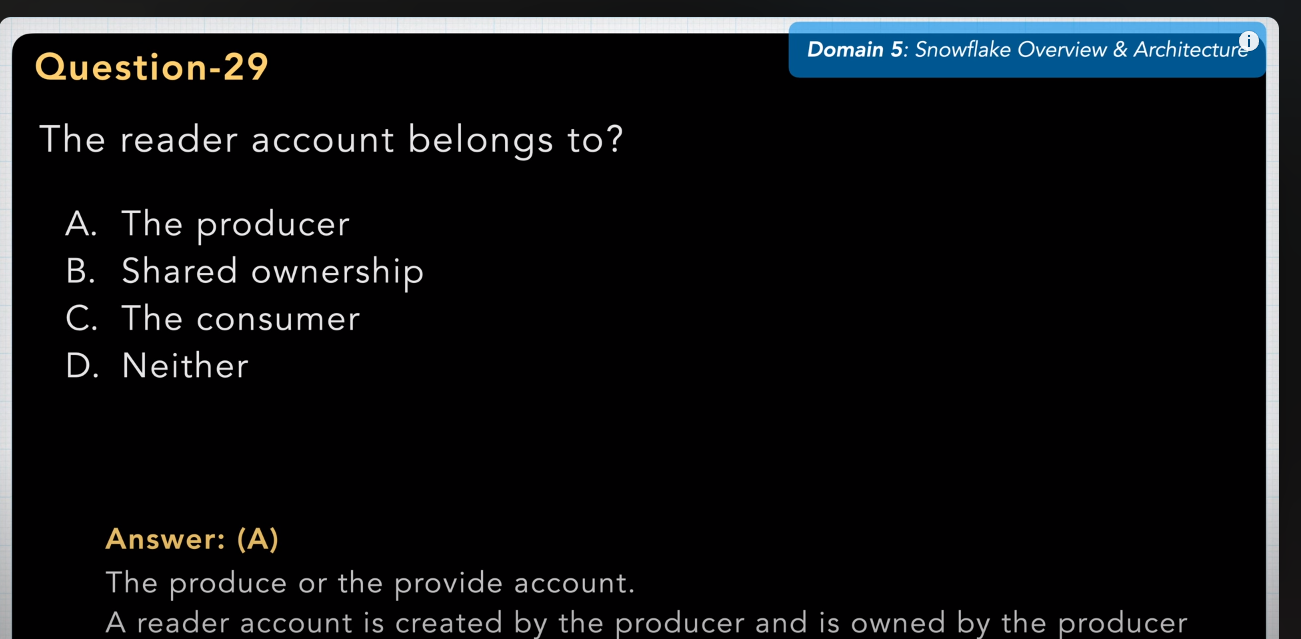 Domain 5: Snowflake Overview & Architecture
Question-29
The reader account belongs to?
A. The producer
B. Shared ownership
C. The consumer
D. Neither
Answer: (A)
The produce or the provide account.
A reader account is created by the producer and is owned by the producer